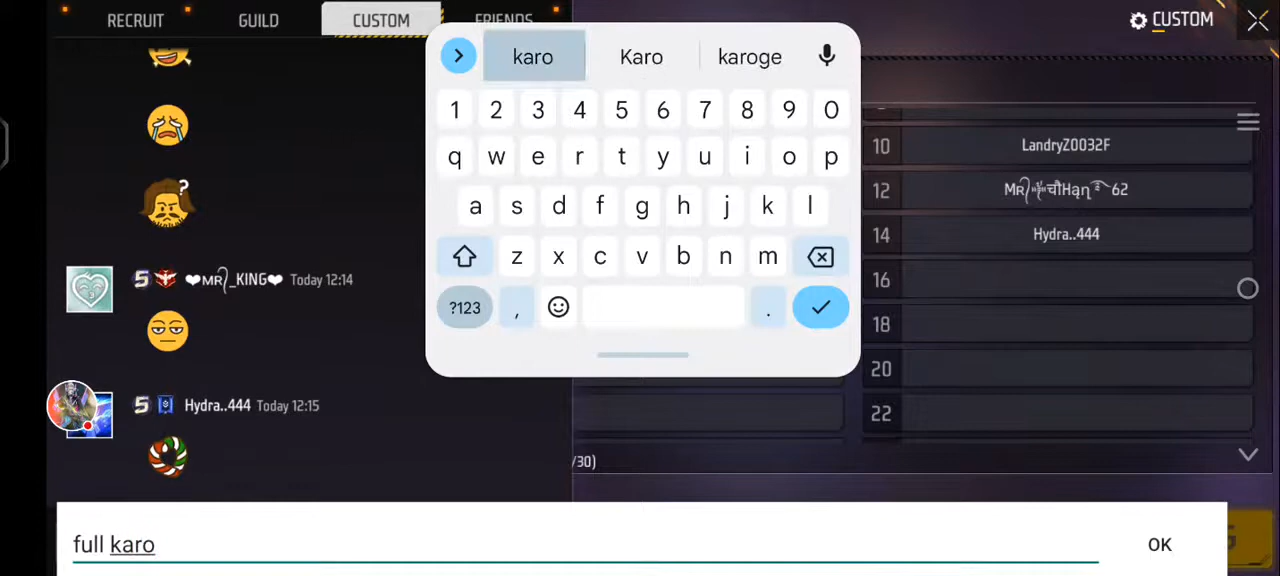 RECRUIT
GUILD
CUSTOM
FRIENDS
CUSTOM
karo
Karo
karoge
1 2 3 4 5 6 7 8 9 0
q w e r t y u i o p
a s d f g h j k l
z x c v b n m
?123 , .
?
5 ❤MR᭄_KING❤ Today 12:14
5 Hydra..444 Today 12:15
10 LandryZ0032F
12
14 Hydra..444
16
18
20
22
/30)
full karo
OK